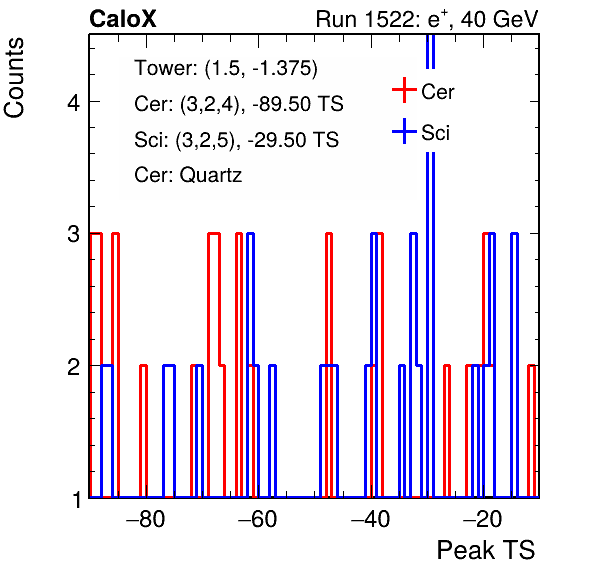 CaloX Run 1522: e⁺, 40 GeV
Counts
Tower: (1.5, -1.375)
Cer: (3,2,4), -89.50 TS
Sci: (3,2,5), -29.50 TS
Cer: Quartz
Cer
Sci
4
3
2
1
−80 −60 −40 −20
Peak TS